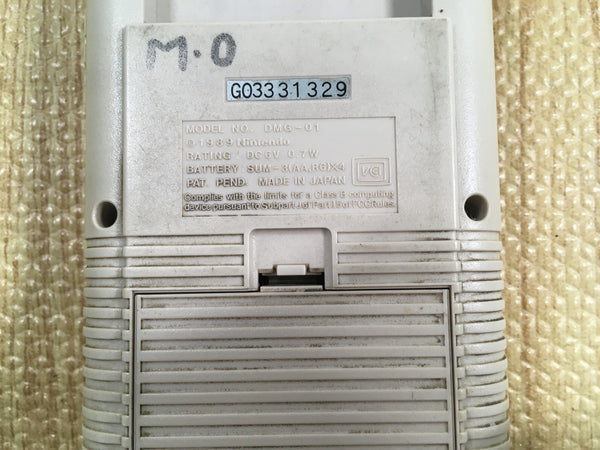 M.O
G03331329
MODEL NO. DMG-01
©1989 Nintendo
RATING: DC6V 0.7W
BATTERY SUM-3(AA,R6)X4
PAT. PEND. MADE IN JAPAN
VCI
Complies with the limits for a Class B computing
device pursuant to Subpart J of Part 15 of FCC Rules.